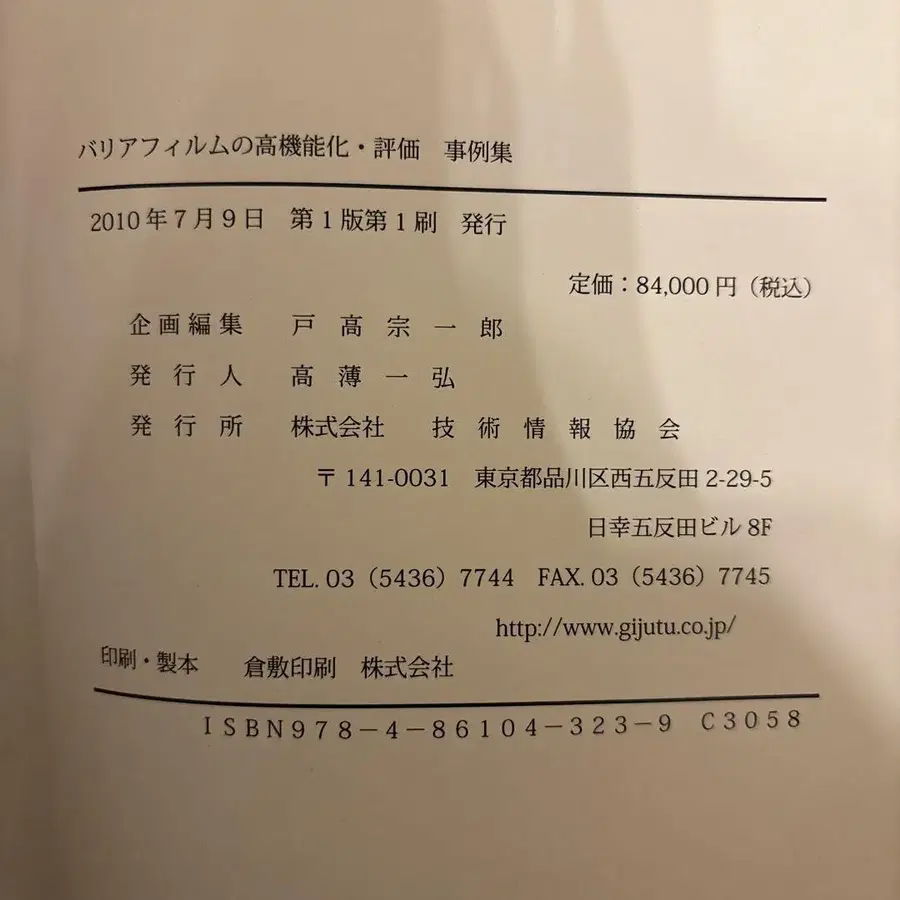 バリアフィルムの高機能化・評価　事例集
2010年7月9日　第1版第1刷　発行
定価：84,000円（税込）
企画編集　戸高宗一郎
発行人　高薄一弘
発行所　株式会社　技術情報協会
〒141-0031　東京都品川区西五反田2-29-5
日幸五反田ビル8F
TEL. 03（5436）7744　FAX. 03（5436）7745
http://www.gijutu.co.jp/
印刷・製本　倉敷印刷　株式会社
ISBN978－4－86104－323－9　C3058